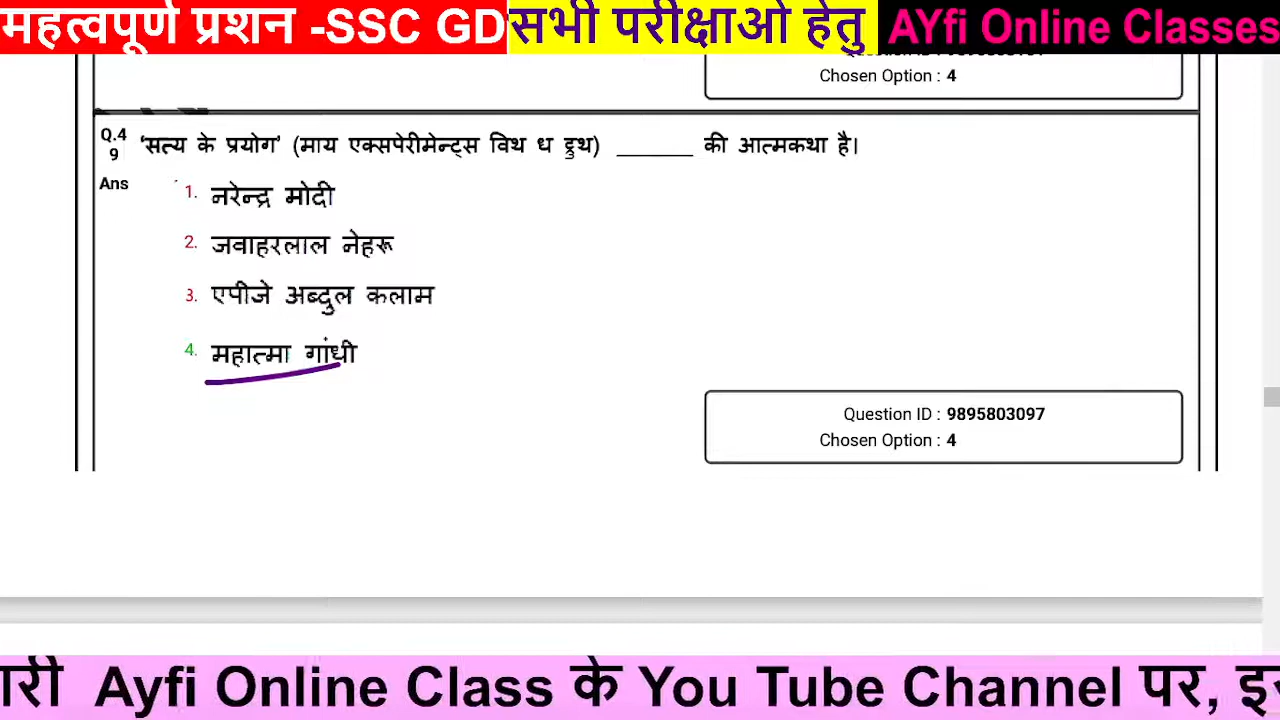 महत्वपूर्ण प्रशन -SSC GD सभी परीक्षाओ हेतु AYfi Online Classes
Chosen Option : 4
Q.4
9
'सत्य के प्रयोग' (माय एक्सपेरीमेन्ट्स विथ ध ट्रुथ) _______ की आत्मकथा है।
Ans
1. नरेन्द्र मोदी
2. जवाहरलाल नेहरू
3. एपीजे अब्दुल कलाम
4. महात्मा गांधी
Question ID : 9895803097
Chosen Option : 4
Ayfi Online Class के You Tube Channel पर,